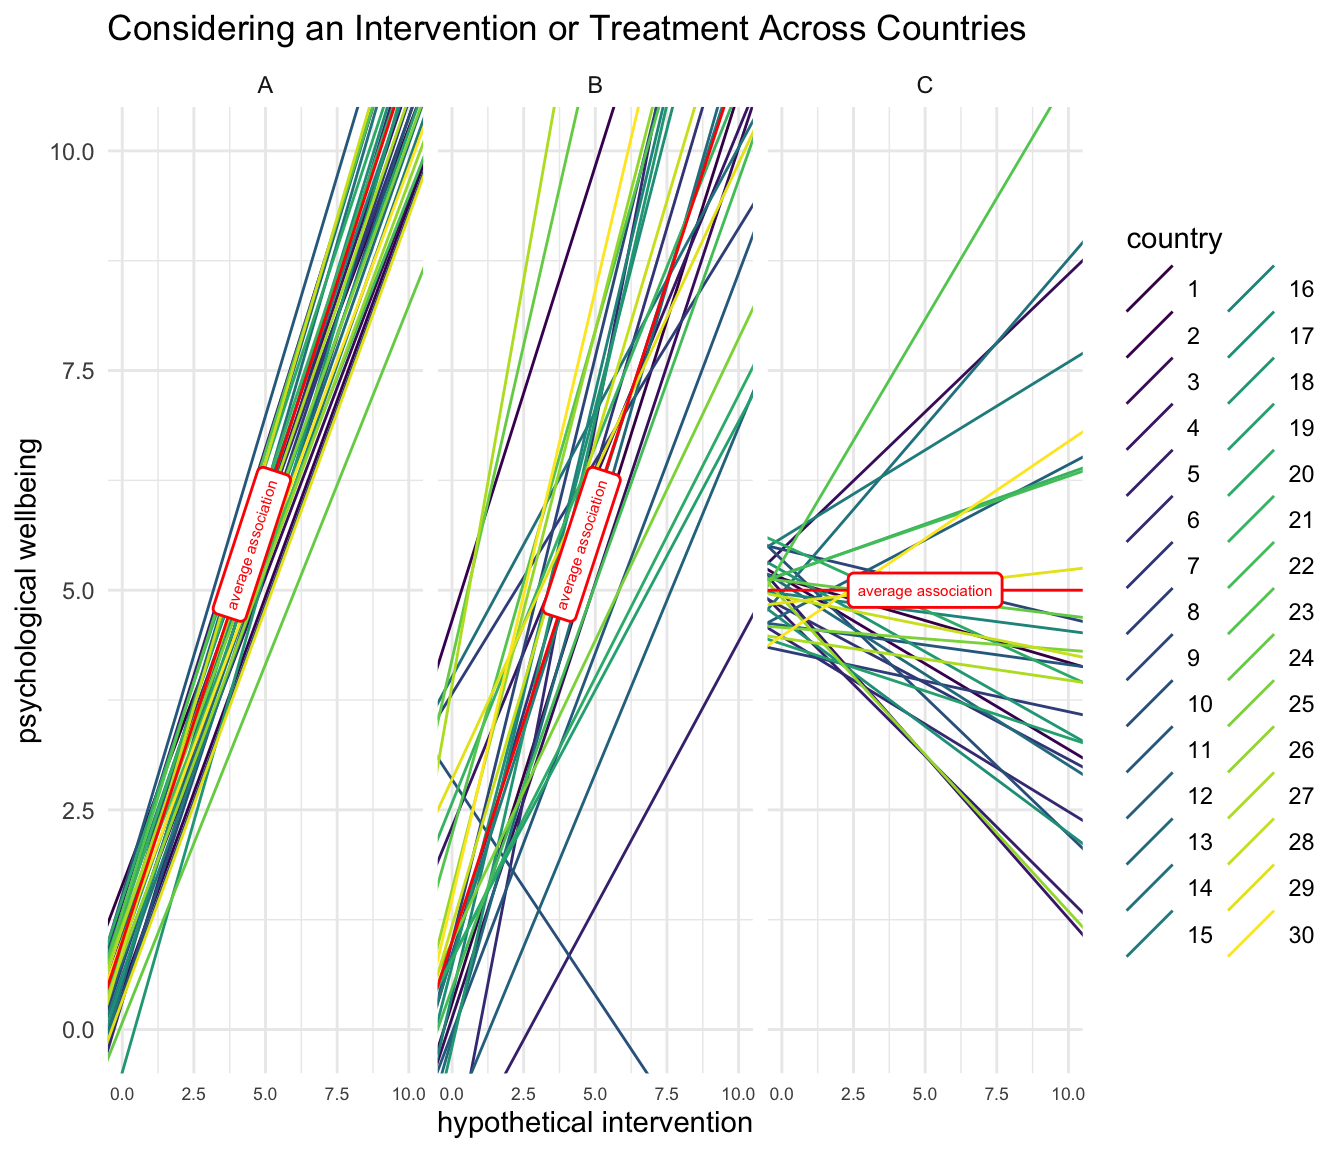 Considering an Intervention or Treatment Across Countries
A
B
C
psychological wellbeing
10.0
7.5
5.0
2.5
0.0
average association
average association
average association
0.0 2.5 5.0 7.5 10.0
0.0 2.5 5.0 7.5 10.0
0.0 2.5 5.0 7.5 10.0
hypothetical intervention
country
1 16
2 17
3 18
4 19
5 20
6 21
7 22
8 23
9 24
10 25
11 26
12 27
13 28
14 29
15 30